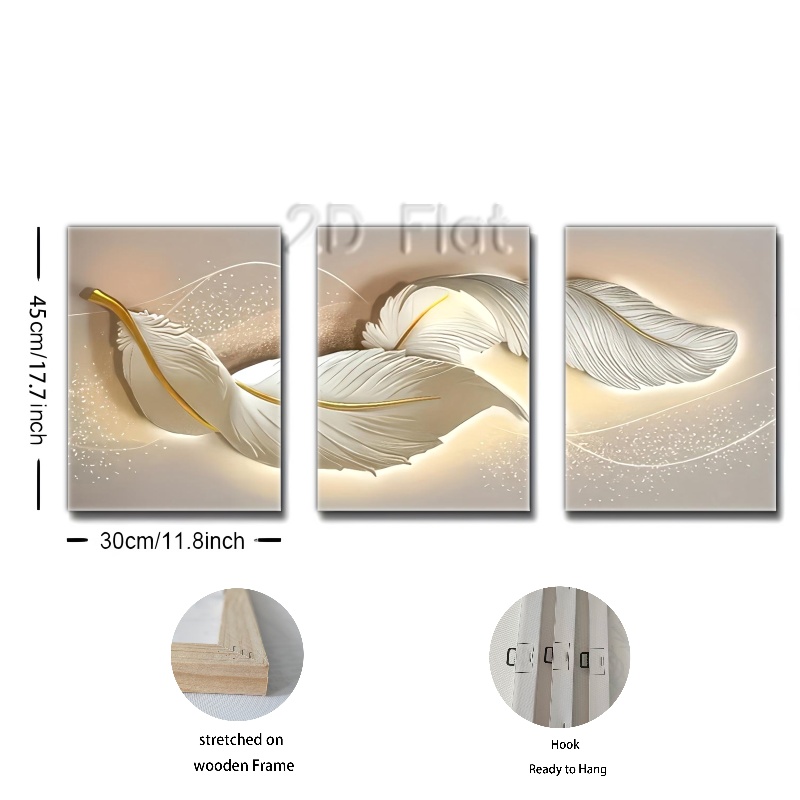 2D Flat
45cm/17.7inch
30cm/11.8inch
stretched on
wooden Frame
Hook
Ready to Hang